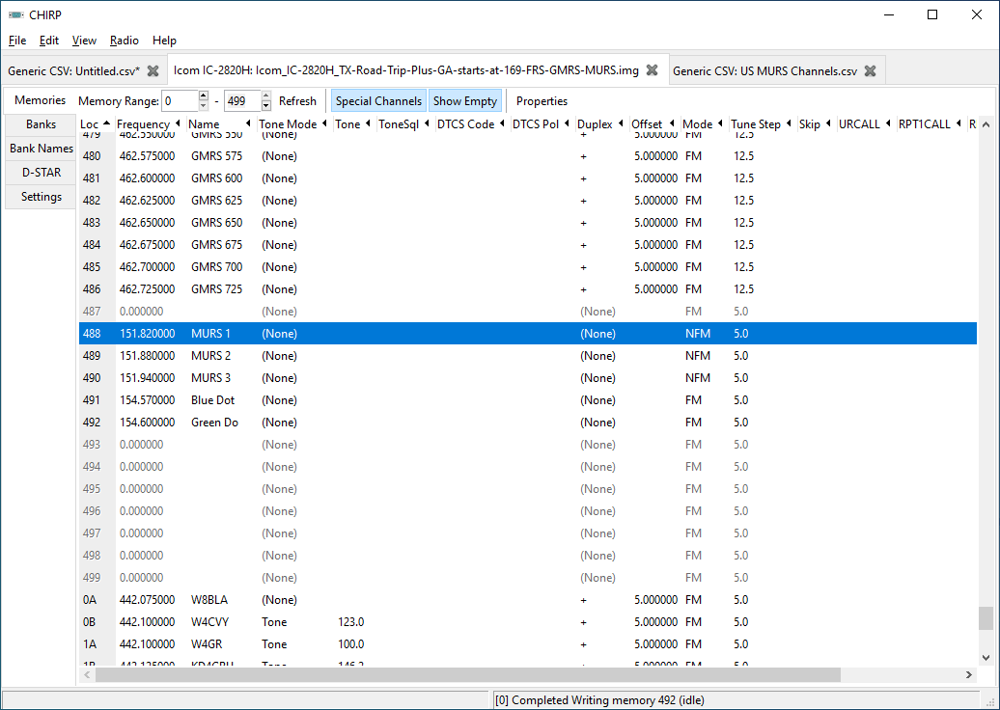 CHIRP
File Edit View Radio Help
Generic CSV: Untitled.csv* Icom IC-2820H: Icom_IC-2820H_TX-Road-Trip-Plus-GA-starts-at-169-FRS-GMRS-MURS.img Generic CSV: US MURS Channels.csv
Memories Memory Range: 0 - 499 Refresh Special Channels Show Empty Properties
Banks
Bank Names
D-STAR
Settings
Loc Frequency Name Tone Mode Tone ToneSql DTCS Code DTCS Pol Duplex Offset Mode Tune Step Skip URCALL RPT1CALL R
479 462.550000 GMRS 550 (None) + 5.000000 FM 12.5
480 462.575000 GMRS 575 (None) + 5.000000 FM 12.5
481 462.600000 GMRS 600 (None) + 5.000000 FM 12.5
482 462.625000 GMRS 625 (None) + 5.000000 FM 12.5
483 462.650000 GMRS 650 (None) + 5.000000 FM 12.5
484 462.675000 GMRS 675 (None) + 5.000000 FM 12.5
485 462.700000 GMRS 700 (None) + 5.000000 FM 12.5
486 462.725000 GMRS 725 (None) + 5.000000 FM 12.5
487 0.000000 (None) (None) FM 5.0
488 151.820000 MURS 1 (None) (None) NFM 5.0
489 151.880000 MURS 2 (None) (None) NFM 5.0
490 151.940000 MURS 3 (None) (None) NFM 5.0
491 154.570000 Blue Dot (None) (None) FM 5.0
492 154.600000 Green Do (None) (None) FM 5.0
493 0.000000 (None) (None) FM 5.0
494 0.000000 (None) (None) FM 5.0
495 0.000000 (None) (None) FM 5.0
496 0.000000 (None) (None) FM 5.0
497 0.000000 (None) (None) FM 5.0
498 0.000000 (None) (None) FM 5.0
499 0.000000 (None) (None) FM 5.0
0A 442.075000 W8BLA (None) + 5.000000 FM 5.0
0B 442.100000 W4CVY Tone 123.0 + 5.000000 FM 5.0
1A 442.100000 W4GR Tone 100.0 + 5.000000 FM 5.0
1B 442.125000 Tone 146.2 + 5.000000 FM 5.0
[0] Completed Writing memory 492 (idle)